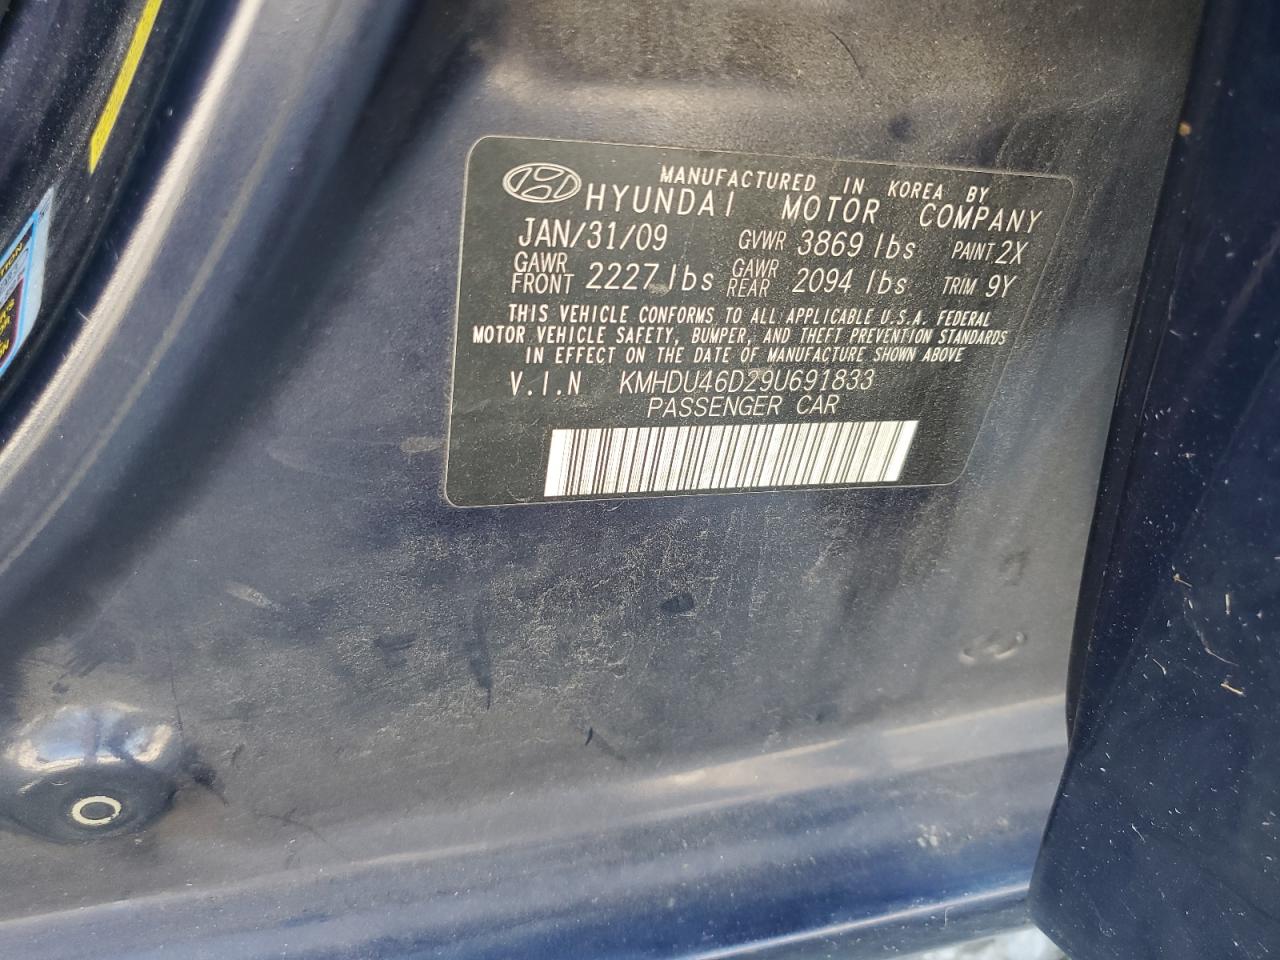 MANUFACTURED IN KOREA BY
HYUNDAI MOTOR COMPANY
JAN/31/09 GVWR 3869 lbs PAINT 2X
GAWR FRONT 2227 lbs GAWR REAR 2094 lbs TRIM 9Y
THIS VEHICLE CONFORMS TO ALL APPLICABLE U.S.A. FEDERAL
MOTOR VEHICLE SAFETY, BUMPER, AND THEFT PREVENTION STANDARDS
IN EFFECT ON THE DATE OF MANUFACTURE SHOWN ABOVE
V.I.N KMHDU46D29U691833
PASSENGER CAR